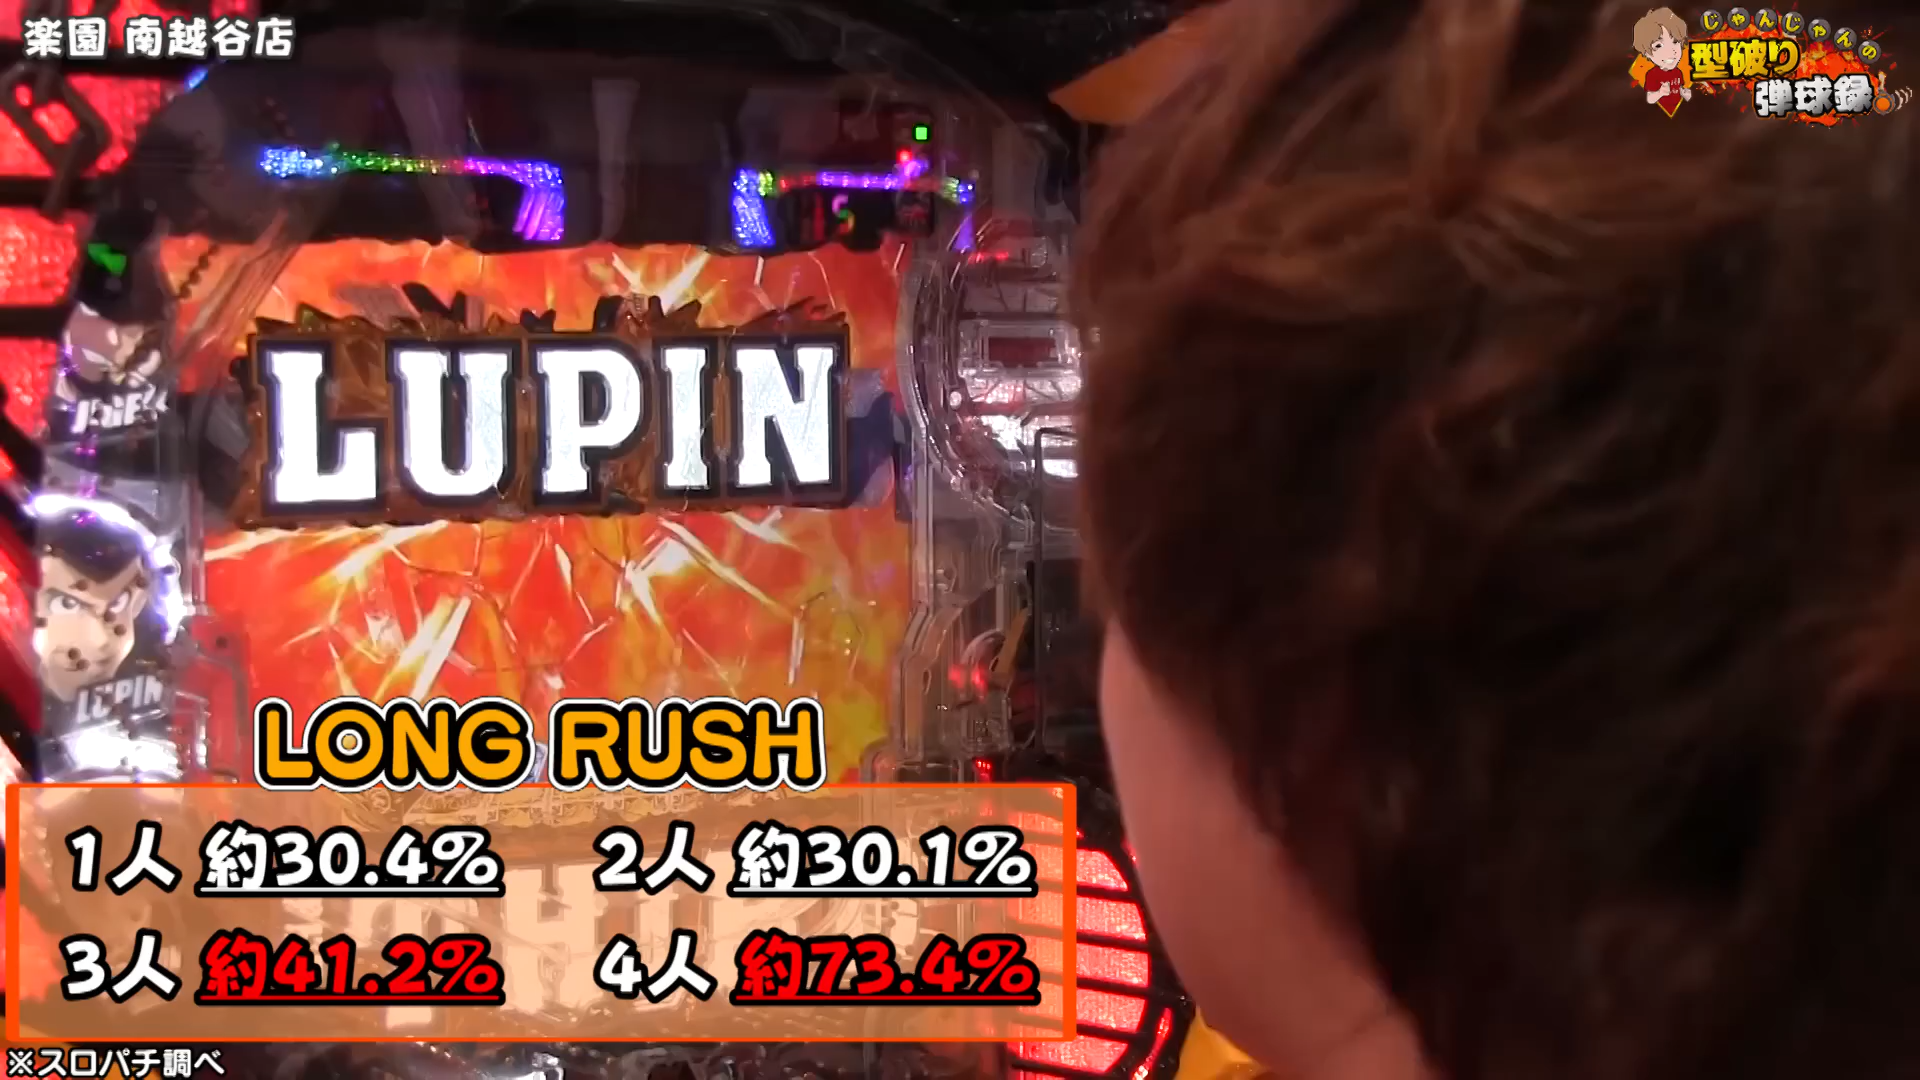 楽園 南越谷店
じゃんじゃんの
型破り
弾球録
LUPIN
LUPIN
LONG RUSH
1人 約30.4% 2人 約30.1%
3人 約41.2% 4人 約73.4%
※スロパチ調べ